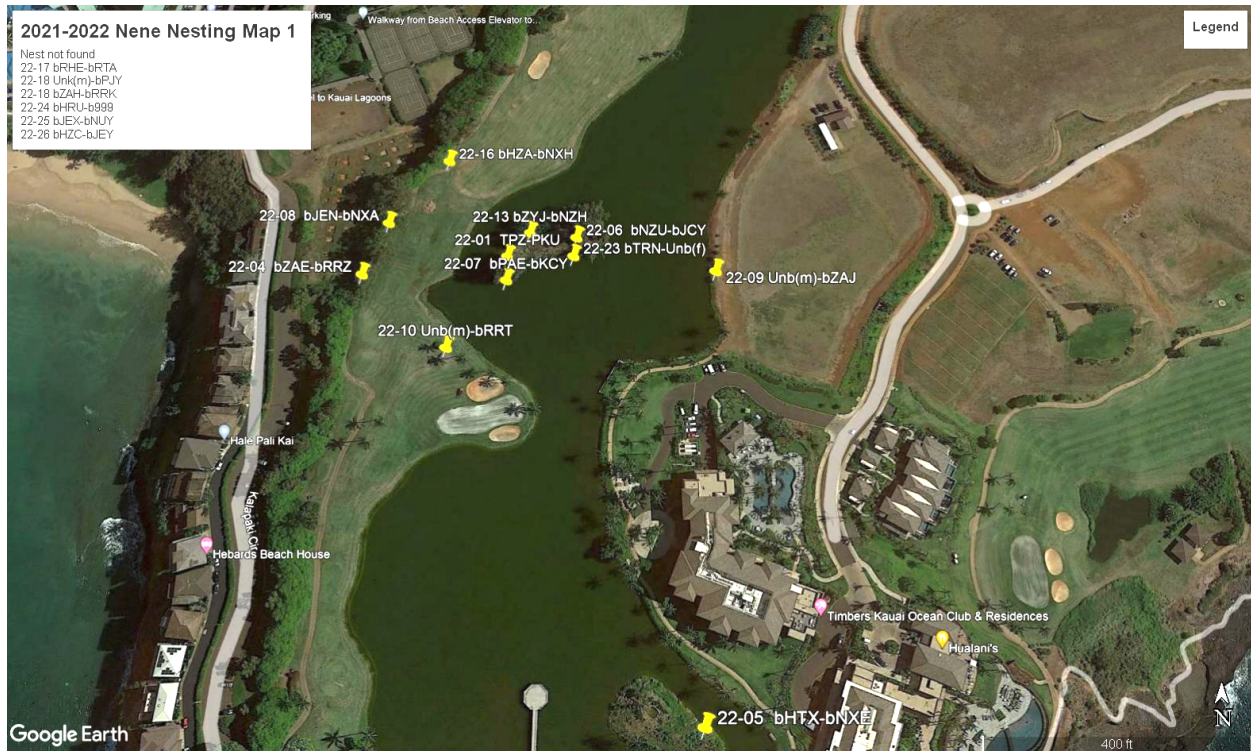 2021-2022 Nene Nesting Map 1
Nest not found
22-17 bRHE-bRTA
22-18 Unk(m)-bPJY
22-18 bZAH-bRRK
22-24 bHRU-b999
22-25 bJEX-bNUY
22-26 bHZC-bJEY
rking
Walkway from Beach Access Elevator to...
Legend
el to Kauai Lagoons
22-16 bHZA-bNXH
22-08 bJEN-bNXA
22-13 bZYJ-bNZH
22-06 bNZU-bJCY
22-01 TPZ-PKU
22-23 bTRN-Unb(f)
22-04 bZAE-bRRZ
22-07 bPAE-bKCY
22-09 Unb(m)-bZAJ
22-10 Unb(m)-bRRT
Hale Pali Kai
Kalapaki Cir
Hebards Beach House
Timbers Kauai Ocean Club & Residences
Hualani's
22-05 bHTX-bNXE
N
Google Earth
400 ft